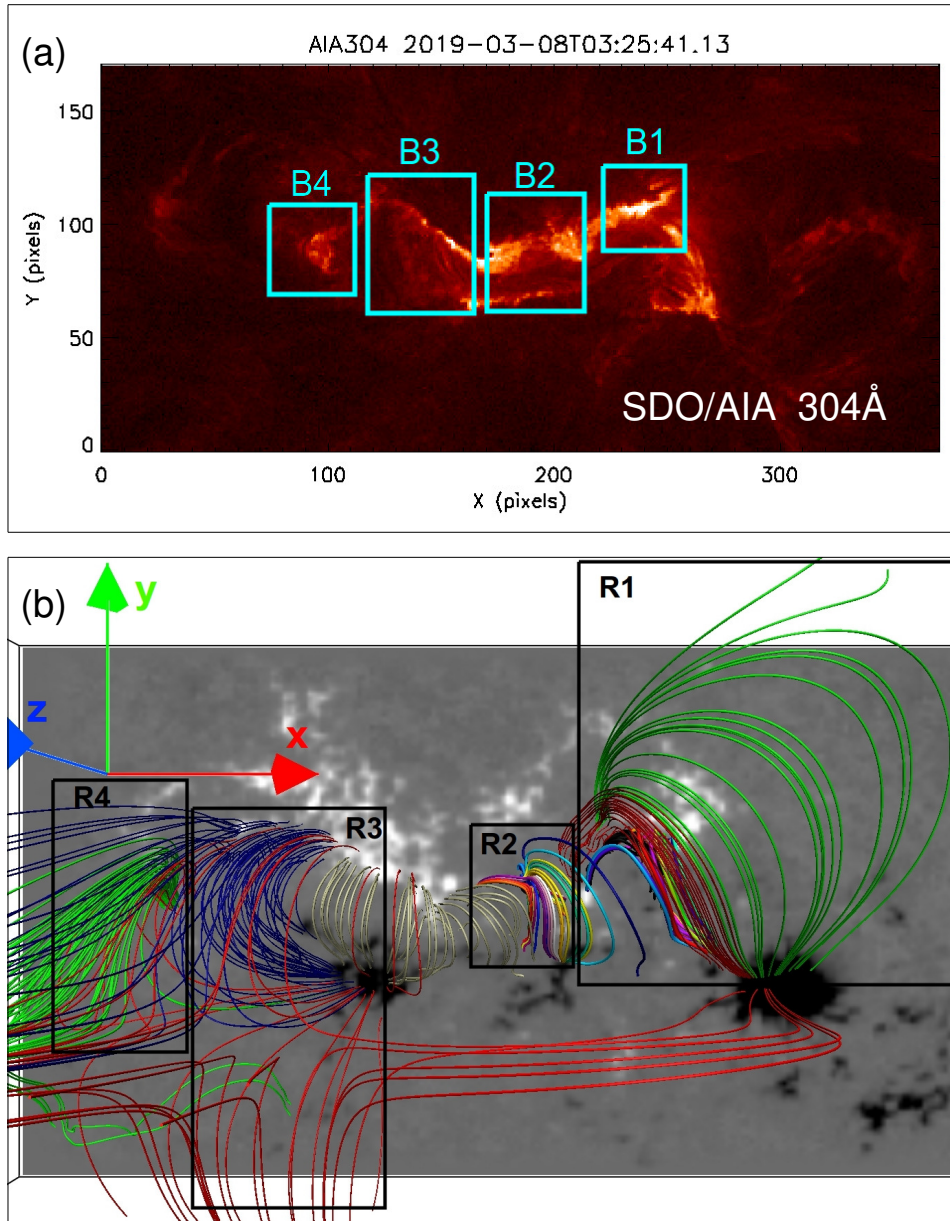 (a)
AIA304 2019-03-08T03:25:41.13
150
100
50
0
Y (pixels)
B4
B3
B2
B1
SDO/AIA 304Å
0
100
200
300
X (pixels)
(b)
y
z
x
R1
R2
R3
R4